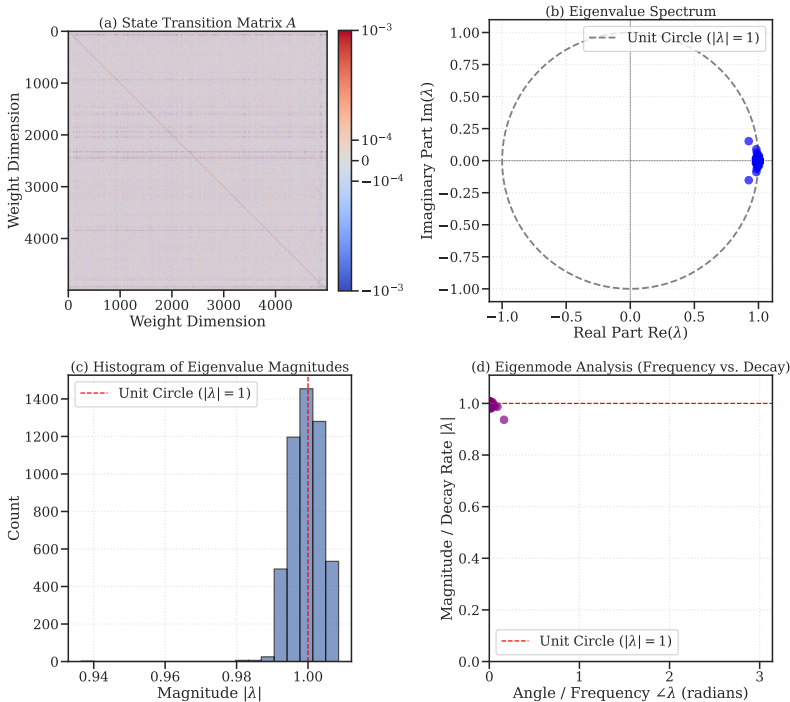 (a) State Transition Matrix A
0
1000
2000
3000
4000
Weight Dimension
0 1000 2000 3000 4000
Weight Dimension
10⁻³
10⁻⁴
0
−10⁻⁴
−10⁻³
(b) Eigenvalue Spectrum
Unit Circle (|λ| = 1)
1.00
0.75
0.50
0.25
0.00
−0.25
−0.50
−0.75
−1.00
Imaginary Part Im(λ)
−1.0 −0.5 0.0 0.5 1.0
Real Part Re(λ)
(c) Histogram of Eigenvalue Magnitudes
Unit Circle (|λ| = 1)
1400
1200
1000
800
600
400
200
0
Count
0.94 0.96 0.98 1.00
Magnitude |λ|
(d) Eigenmode Analysis (Frequency vs. Decay)
1.0
0.8
0.6
0.4
0.2
0.0
Magnitude / Decay Rate |λ|
Unit Circle (|λ| = 1)
0 1 2 3
Angle / Frequency ∠λ (radians)